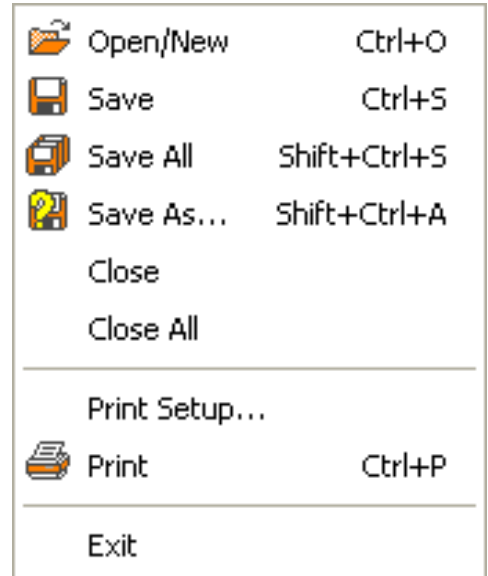 Open/New Ctrl+O
Save Ctrl+S
Save All Shift+Ctrl+S
Save As... Shift+Ctrl+A
Close
Close All
Print Setup...
Print Ctrl+P
Exit